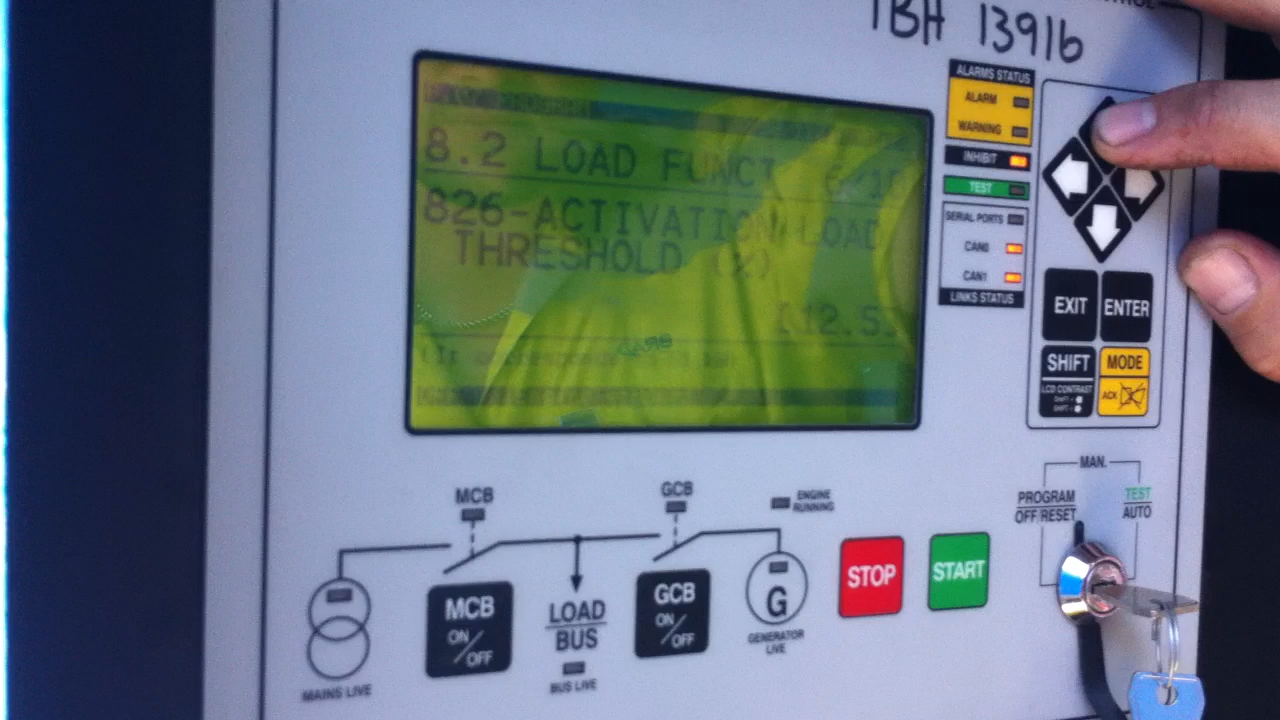 TBH 13916
8.2 LOAD FUNCT
826-ACTIVATION LOAD
THRESHOLD (%)
ALARMS STATUS
ALARM
WARNING
INHIBIT
TEST
SERIAL PORTS
CAN0
CAN1
LINKS STATUS
EXIT
ENTER
SHIFT
MODE
LCD CONTRAST
ACK
MCB
GCB
ENGINE
RUNNING
MAN.
PROGRAM
OFF/RESET
TEST
AUTO
STOP
START
MCB
ON/OFF
LOAD
BUS
GCB
ON/OFF
G
GENERATOR
LIVE
MAINS LIVE
BUS LIVE